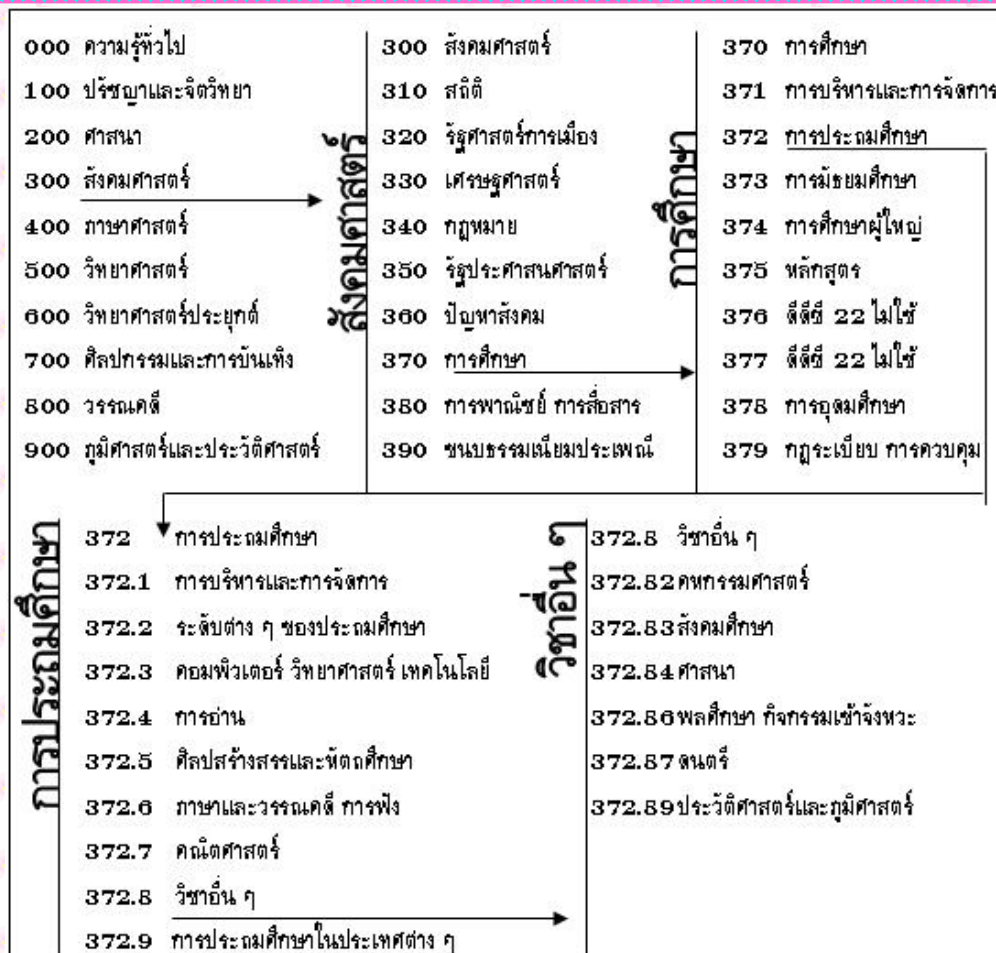 000 ความรู้ทั่วไป
100 ปรัชญาและจิตวิทยา
200 ศาสนา
300 สังคมศาสตร์
400 ภาษาศาสตร์
500 วิทยาศาสตร์
600 วิทยาศาสตร์ประยุกต์
700 ศิลปกรรมและการบันเทิง
800 วรรณคดี
900 ภูมิศาสตร์และประวัติศาสตร์
สังคมศาสตร์
300 สังคมศาสตร์
310 สถิติ
320 รัฐศาสตร์การเมือง
330 เศรษฐศาสตร์
340 กฎหมาย
350 รัฐประศาสนศาสตร์
360 ปัญหาสังคม
370 การศึกษา
380 การพาณิชย์ การสื่อสาร
390 ขนบธรรมเนียมประเพณี
การศึกษา
370 การศึกษา
371 การบริหารและการจัดการ
372 การประถมศึกษา
373 การมัธยมศึกษา
374 การศึกษาผู้ใหญ่
375 หลักสูตร
376 ดีดีซี 22 ไม่ใช้
377 ดีดีซี 22 ไม่ใช้
378 การอุดมศึกษา
379 กฎระเบียบ การควบคุม
การประถมศึกษา
372 การประถมศึกษา
372.1 การบริหารและการจัดการ
372.2 ระดับต่าง ๆ ของประถมศึกษา
372.3 คอมพิวเตอร์ วิทยาศาสตร์ เทคโนโลยี
372.4 การอ่าน
372.5 ศิลปสร้างสรรและหัตถศึกษา
372.6 ภาษาและวรรณคดี การฟัง
372.7 คณิตศาสตร์
372.8 วิชาอื่น ๆ
372.9 การประถมศึกษาในประเทศต่าง ๆ
วิชาอื่น ๆ
372.8 วิชาอื่น ๆ
372.82 คหกรรมศาสตร์
372.83 สังคมศึกษา
372.84 ศาสนา
372.86 พลศึกษา กิจกรรมเข้าจังหวะ
372.87 ดนตรี
372.89 ประวัติศาสตร์และภูมิศาสตร์